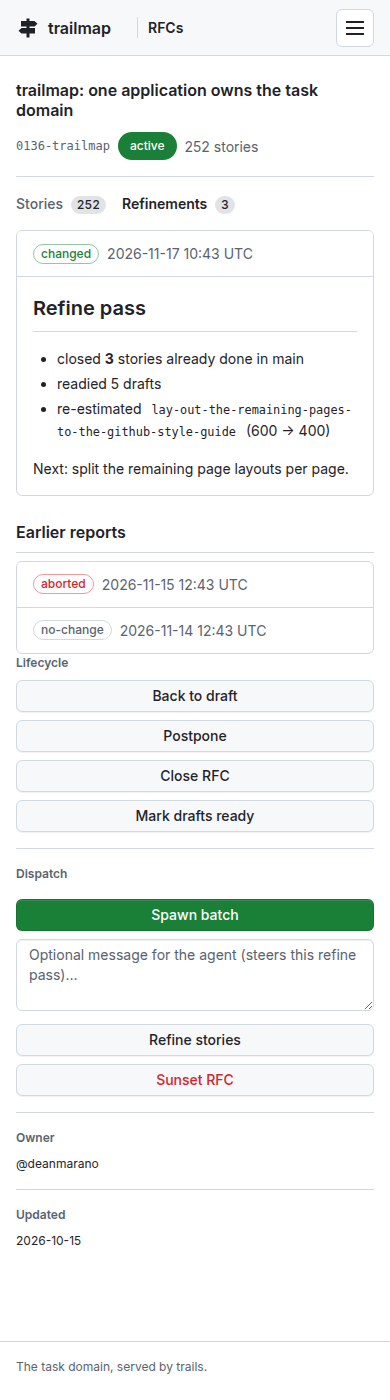 trailmap
RFCs
trailmap: one application owns the task
domain
0136-trailmap active 252 stories
Stories 252 Refinements 3
changed 2026-11-17 10:43 UTC
Refine pass
closed 3 stories already done in main
readied 5 drafts
re-estimated lay-out-the-remaining-pages-
to-the-github-style-guide (600 → 400)
Next: split the remaining page layouts per page.
Earlier reports
aborted 2026-11-15 12:43 UTC
no-change 2026-11-14 12:43 UTC
Lifecycle
Back to draft
Postpone
Close RFC
Mark drafts ready
Dispatch
Spawn batch
Optional message for the agent (steers this refine
pass)...
Refine stories
Sunset RFC
Owner
@deanmarano
Updated
2026-10-15
The task domain, served by trails.